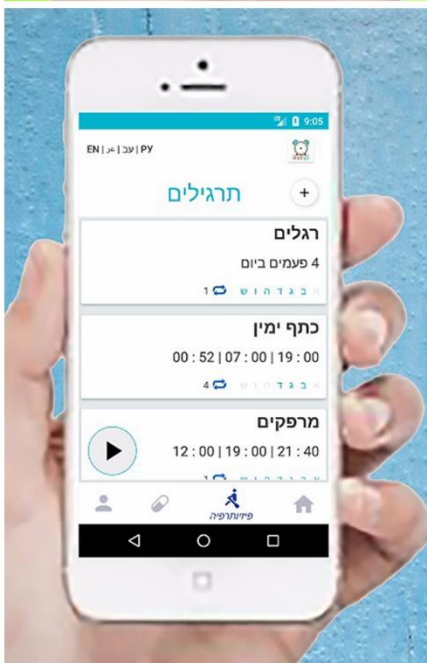 9:05
EN | عر | עב | РУ
תרגילים
+
רגלים
4 פעמים ביום
א ב ג ד ה ו ש 1
כתף ימין
00 : 52 | 07 : 00 | 19 : 00
א ב ג ד ה ו ש 4
מרפקים
12 : 00 | 19 : 00 | 21 : 40
א ב ג ד ה ו ש 1
פיזיותרפיה